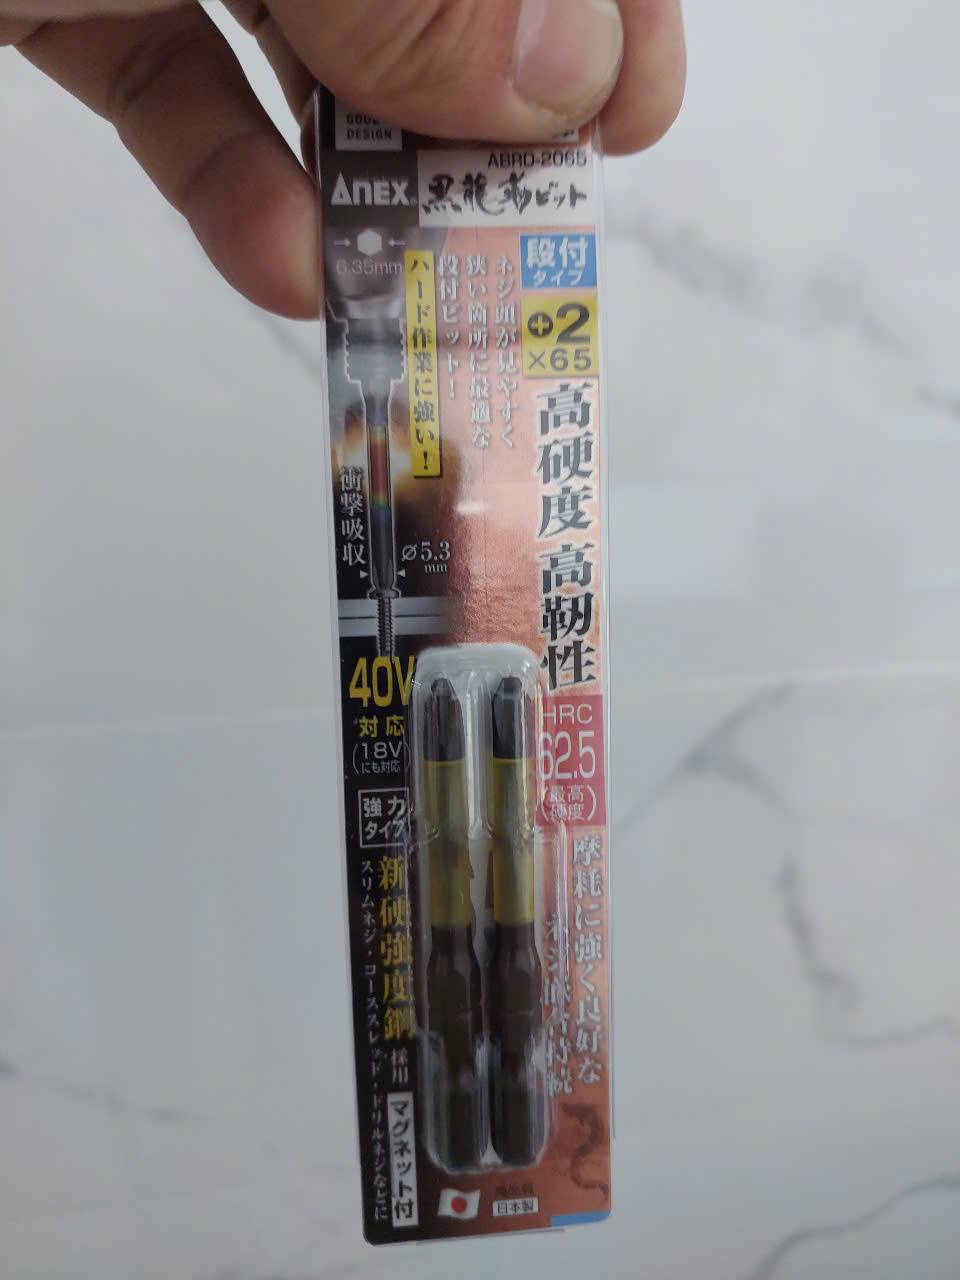 GOOD
DESIGN
ABRD-2065
ANEX®
黒龍靭ビット
6.35mm
段付
タイプ
+2
×65
ネジ頭が見やすく
狭い箇所に最適な
段付ビット!
ハード作業に強い!
高硬度 高靭性
衝撃吸収
⌀5.3
mm
40V
対応
(18V
にも対応)
HRC
62.5
(最高
硬度)
強力
タイプ
摩耗に強く良好な
新硬強度鋼
採用
スリムネジ・コーススレッド・ドリルネジなどに
マグネット付
日本製